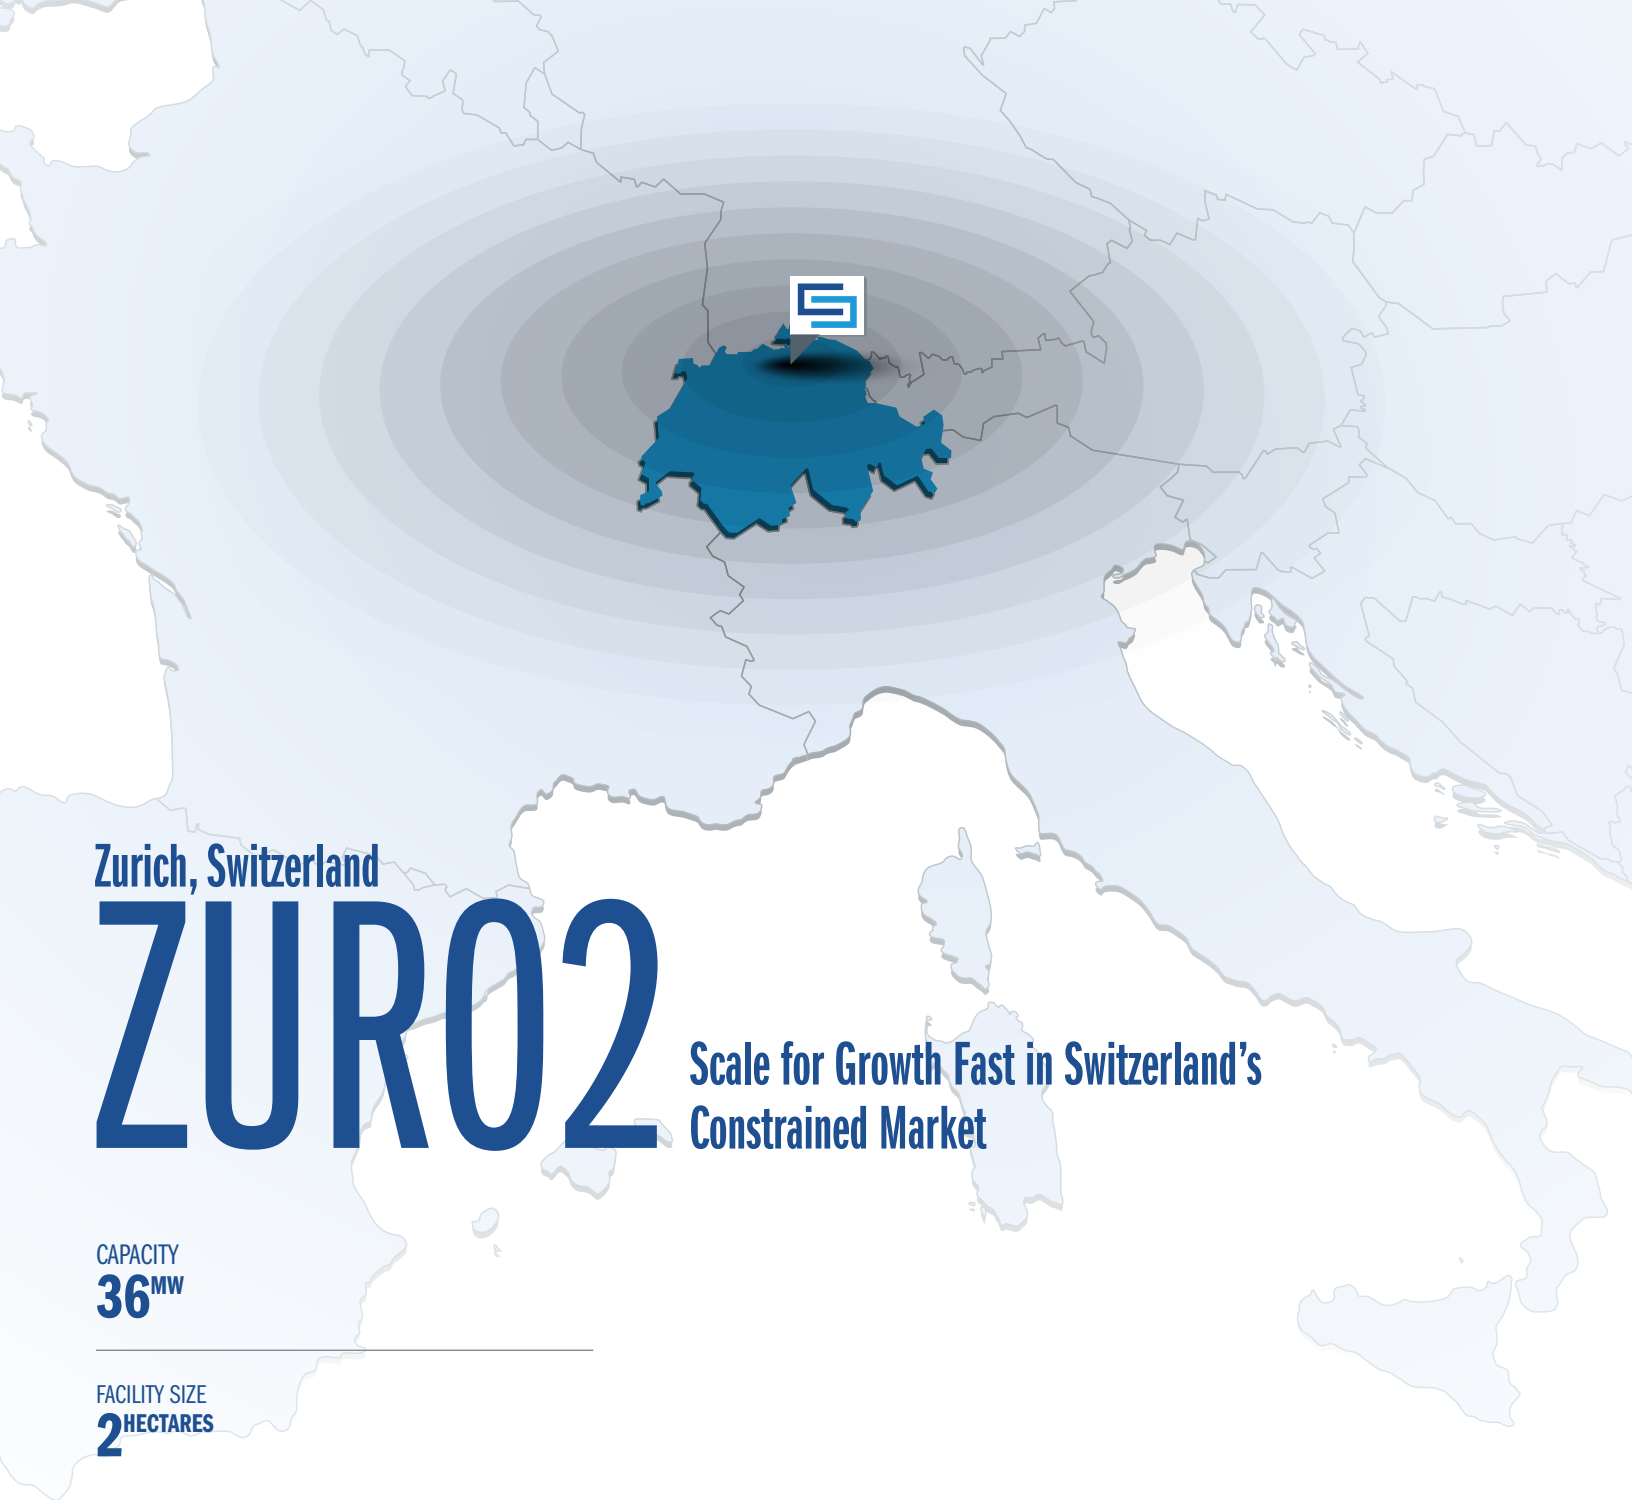 Zurich, Switzerland
ZUR02
Scale for Growth Fast in Switzerland's
Constrained Market
CAPACITY
36MW
FACILITY SIZE
2HECTARES